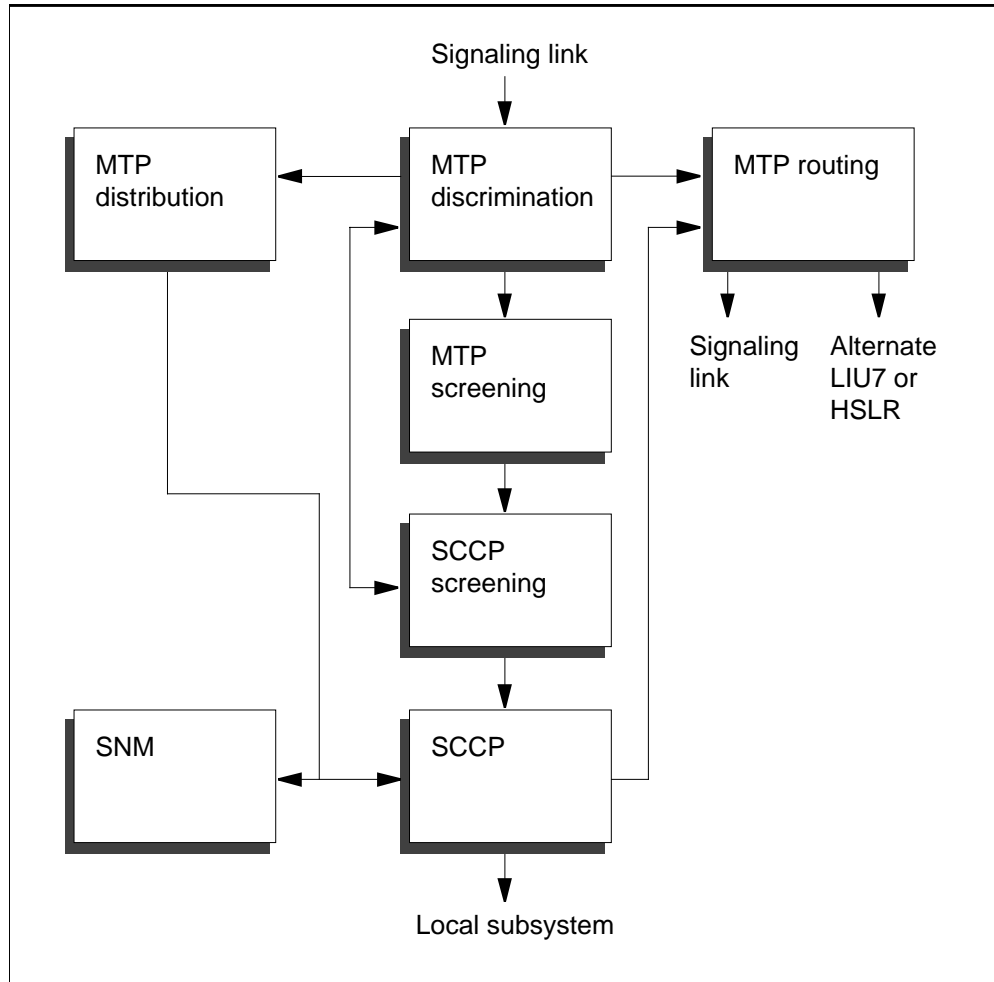 Signaling link
MTP
distribution
MTP
discrimination
MTP routing
MTP
screening
Signaling
link
Alternate
LIU7 or
HSLR
SCCP
screening
SNM
SCCP
Local subsystem